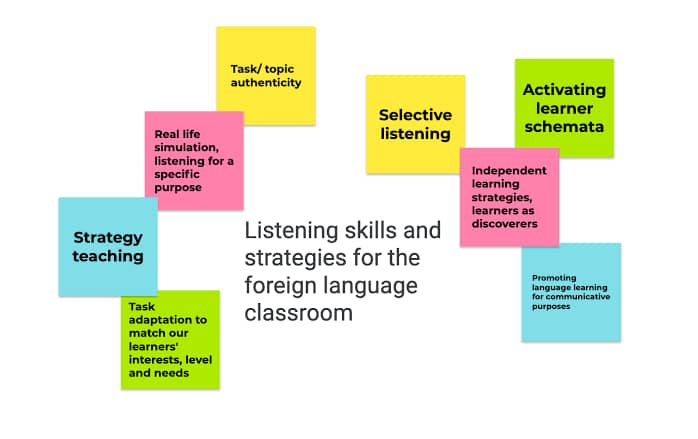 Task/ topic
authenticity
Selective
listening
Activating
learner
schemata
Real life
simulation,
listening for a
specific
purpose
Independent
learning
strategies,
learners as
discoverers
Strategy
teaching
Listening skills and
strategies for the
foreign language
classroom
Promoting
language learning
for communicative
purposes
Task
adaptation to
match our
learners'
interests, level
and needs